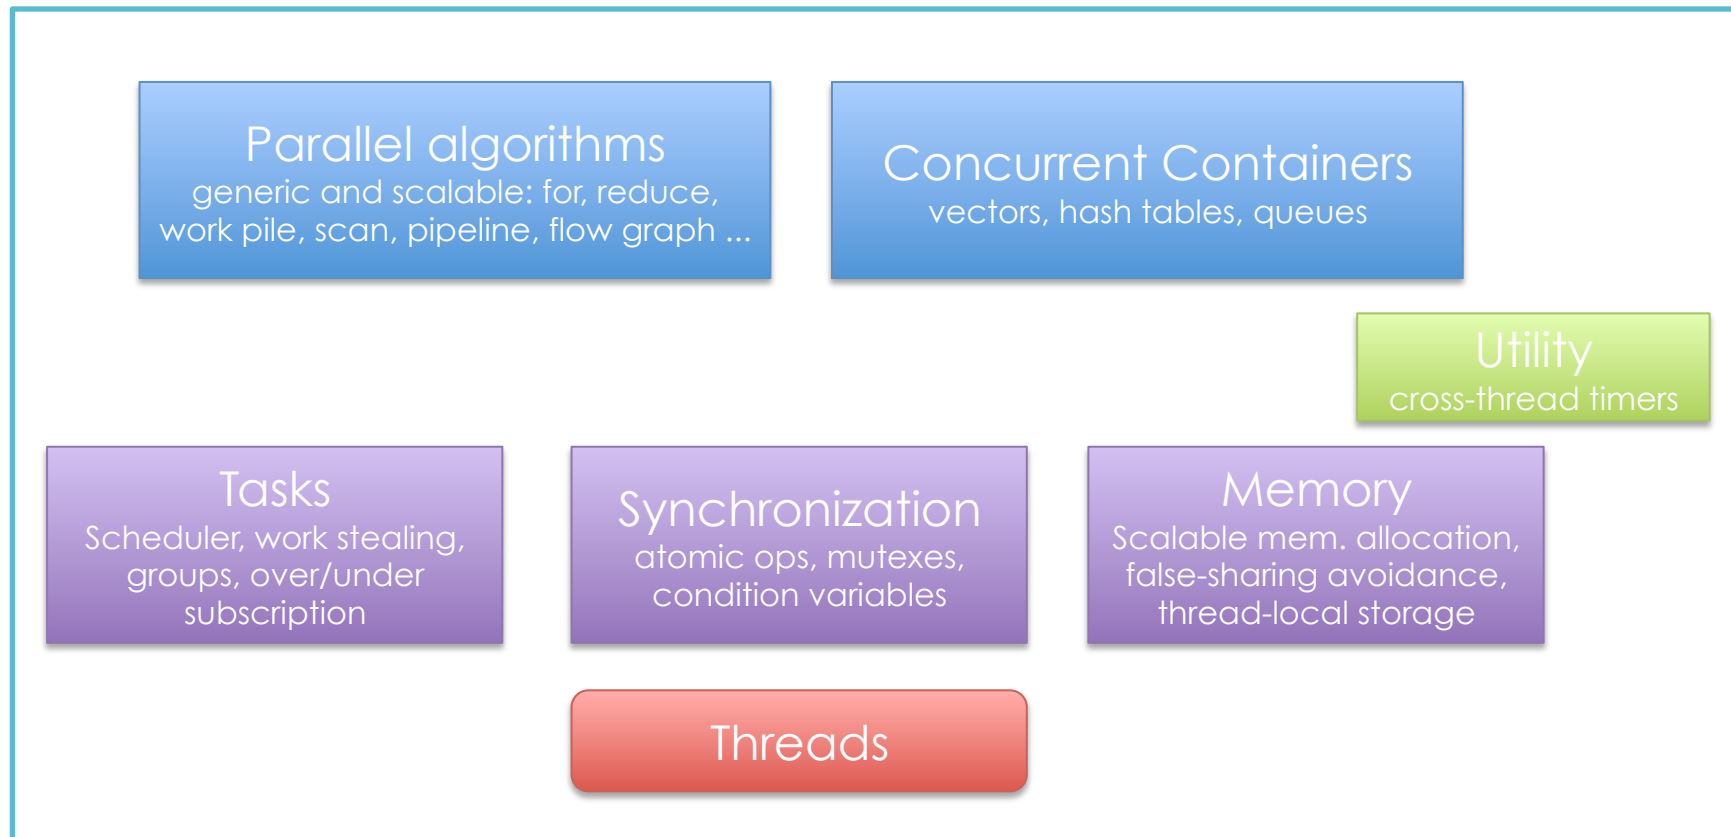 Parallel algorithms
generic and scalable: for, reduce,
work pile, scan, pipeline, flow graph ...
Concurrent Containers
vectors, hash tables, queues
Utility
cross-thread timers
Tasks
Scheduler, work stealing,
groups, over/under
subscription
Synchronization
atomic ops, mutexes,
condition variables
Memory
Scalable mem. allocation,
false-sharing avoidance,
thread-local storage
Threads